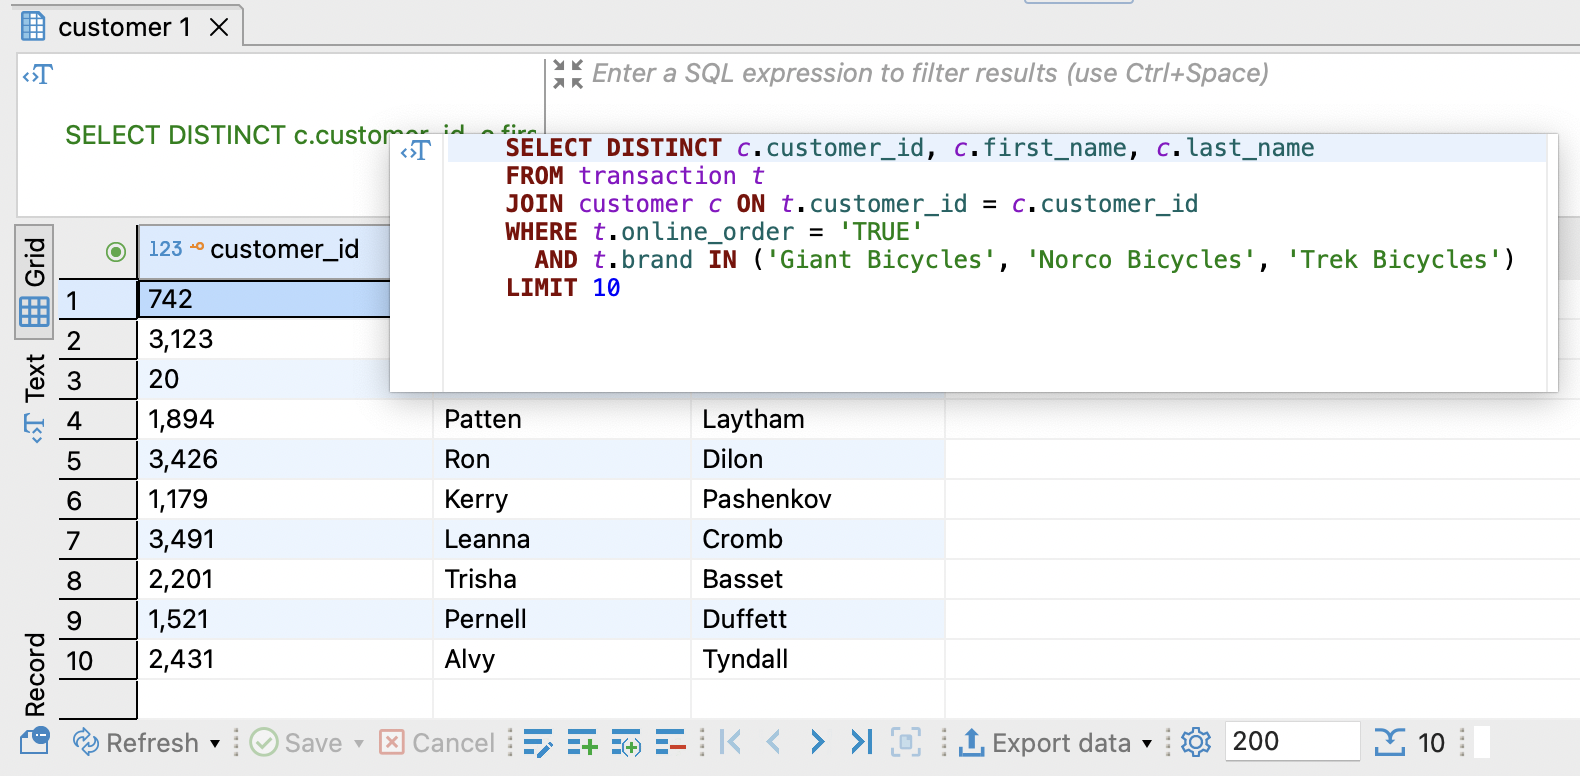 customer 1
Enter a SQL expression to filter results (use Ctrl+Space)
SELECT DISTINCT c.customer_id, c.firs
SELECT DISTINCT c.customer_id, c.first_name, c.last_name
FROM transaction t
JOIN customer c ON t.customer_id = c.customer_id
WHERE t.online_order = 'TRUE'
AND t.brand IN ('Giant Bicycles', 'Norco Bicycles', 'Trek Bicycles')
LIMIT 10
Grid
Text
Record
123 customer_id
1 742
2 3,123
3 20
4 1,894 Patten Laytham
5 3,426 Ron Dilon
6 1,179 Kerry Pashenkov
7 3,491 Leanna Cromb
8 2,201 Trisha Basset
9 1,521 Pernell Duffett
10 2,431 Alvy Tyndall
Refresh Save Cancel Export data 200 10